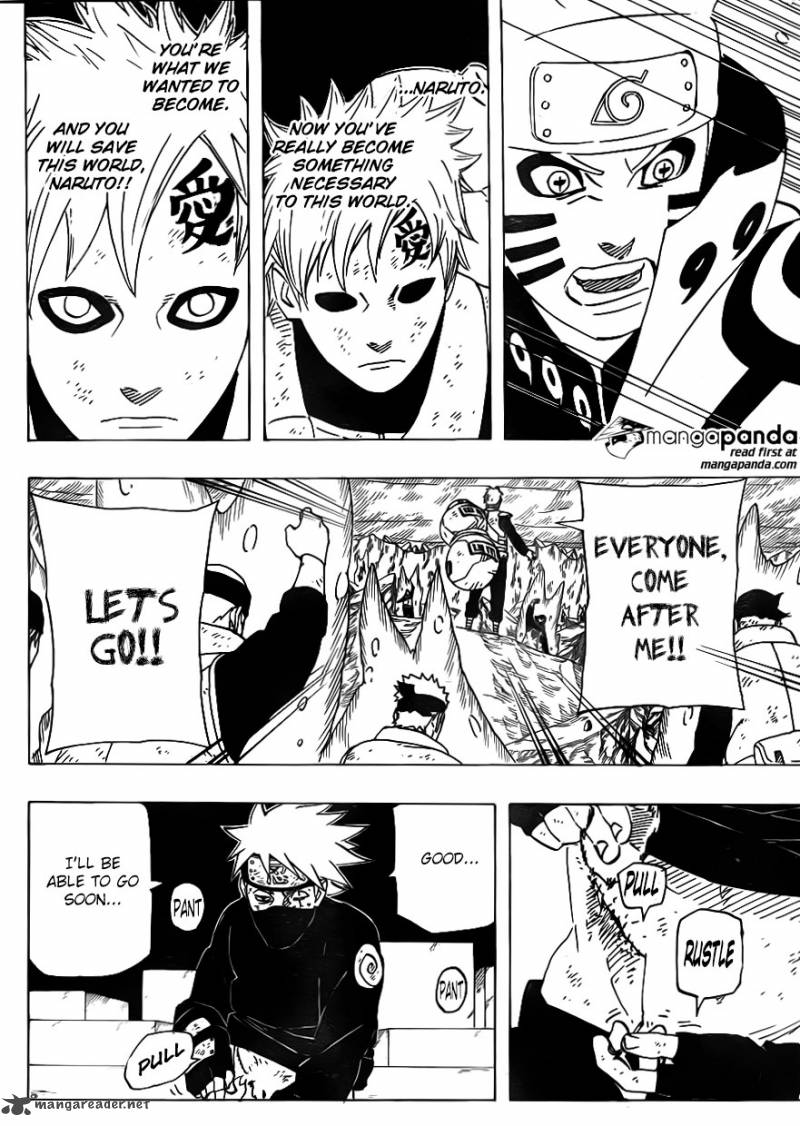 ...NARUTO.
NOW YOU'VE
REALLY BECOME
SOMETHING
NECESSARY
TO THIS WORLD.
愛
YOU'RE
WHAT WE
WANTED TO
BECOME.
AND YOU
WILL SAVE
THIS WORLD,
NARUTO!!
愛
mangapanda
read first at
mangapanda.com
EVERYONE,
COME
AFTER
ME!!
LET'S
GO!!
PULL
RUSTLE
GOOD...
PANT
I'LL BE
ABLE TO GO
SOON...
PANT
PULL
mangareader.net